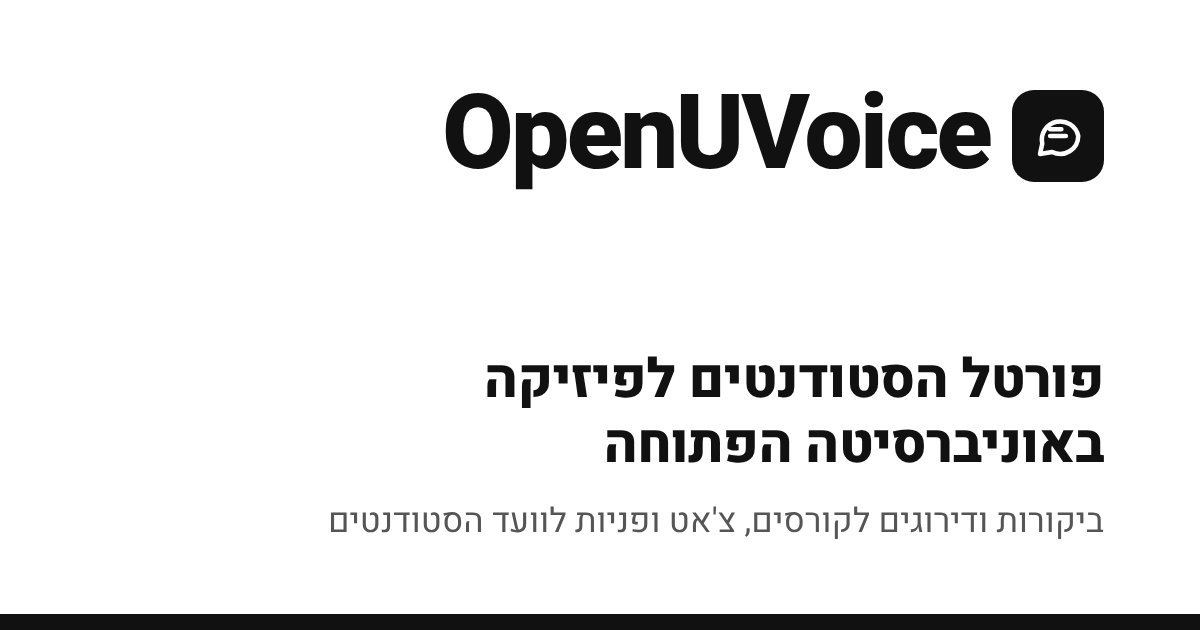 OpenUVoice
פורטל הסטודנטים לפיזיקה
באוניברסיטה הפתוחה
ביקורות ודירוגים לקורסים, צ'אט ופניות לוועד הסטודנטים